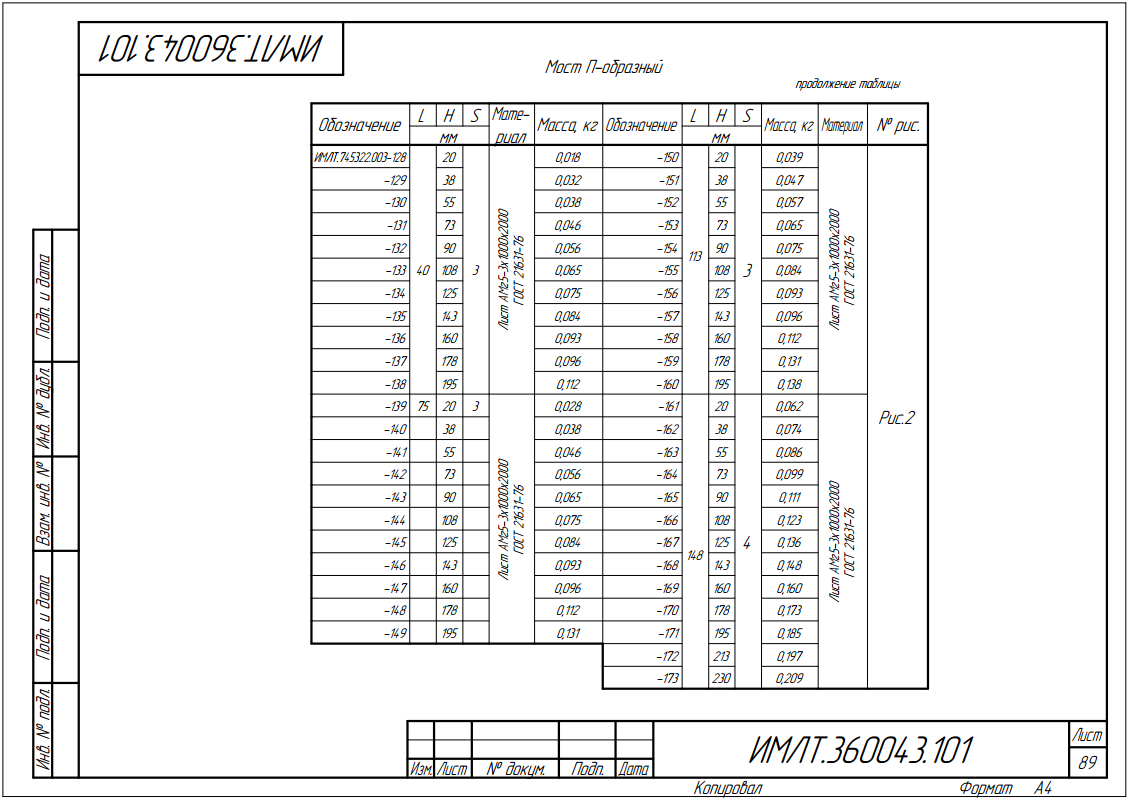 ИМЛТ.360043.101
Мост П-образный
продолжение таблицы
Обозначение L H S Мате-риал Масса, кг Обозначение L H S Масса, кг Материал № рис.
мм мм
ИМЛТ.745322.003-128 20 0,018 -150 20 0,039
-129 38 0,032 -151 38 0,047
-130 55 0,038 -152 55 0,057
-131 73 0,046 -153 73 0,065
-132 90 0,056 -154 90 0,075
-133 40 108 3 0,065 -155 113 108 3 0,084
-134 125 0,075 -156 125 0,093
-135 143 0,084 -157 143 0,096
-136 160 0,093 -158 160 0,112
-137 178 0,096 -159 178 0,131
-138 195 0,112 -160 195 0,138
Лист АМг5-3х1000х2000
ГОСТ 21631-76
Лист АМг5-3х1000х2000
ГОСТ 21631-76
-139 75 20 3 0,028 -161 20 0,062
-140 38 0,038 -162 38 0,074
-141 55 0,046 -163 55 0,086
-142 73 0,056 -164 73 0,099
-143 90 0,065 -165 90 0,111
-144 108 0,075 -166 108 0,123
-145 125 0,084 -167 125 4 0,136
-146 143 0,093 -168 148 143 0,148
-147 160 0,096 -169 160 0,160
-148 178 0,112 -170 178 0,173
-149 195 0,131 -171 195 0,185
-172 213 0,197
-173 230 0,209
Лист АМг5-3х1000х2000
ГОСТ 21631-76
Лист АМг5-3х1000х2000
ГОСТ 21631-76
Рис.2
Подп. и дата
Инв. № дубл.
Взам. инв. №
Подп. и дата
Инв. № подл.
Изм. Лист № докум. Подп. Дата
ИМЛТ.360043.101
Лист
89
Копировал Формат А4